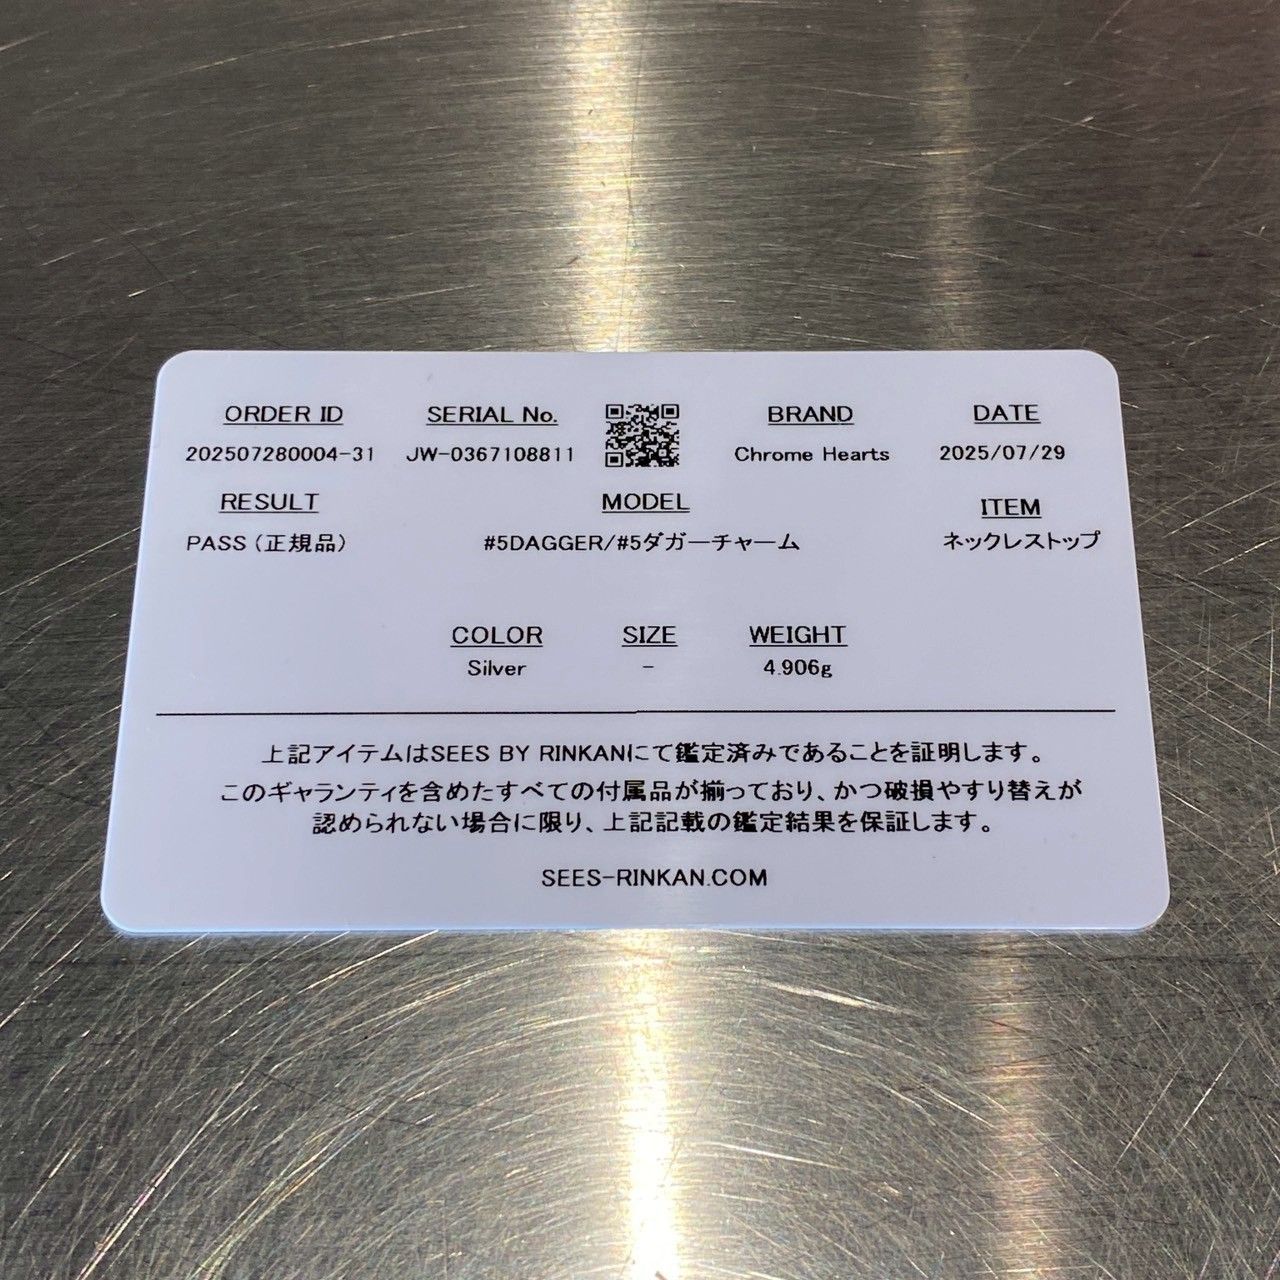 ORDER ID SERIAL No. BRAND DATE
202507280004-31 JW-0367108811 Chrome Hearts 2025/07/29
RESULT MODEL ITEM
PASS (正規品) #5DAGGER/#5ダガーチャーム ネックレストップ
COLOR SIZE WEIGHT
Silver - 4.906g
上記アイテムはSEES BY RINKANにて鑑定済みであることを証明します。
このギャランティを含めたすべての付属品が揃っており、かつ破損やすり替えが
認められない場合に限り、上記記載の鑑定結果を保証します。
SEES-RINKAN.COM